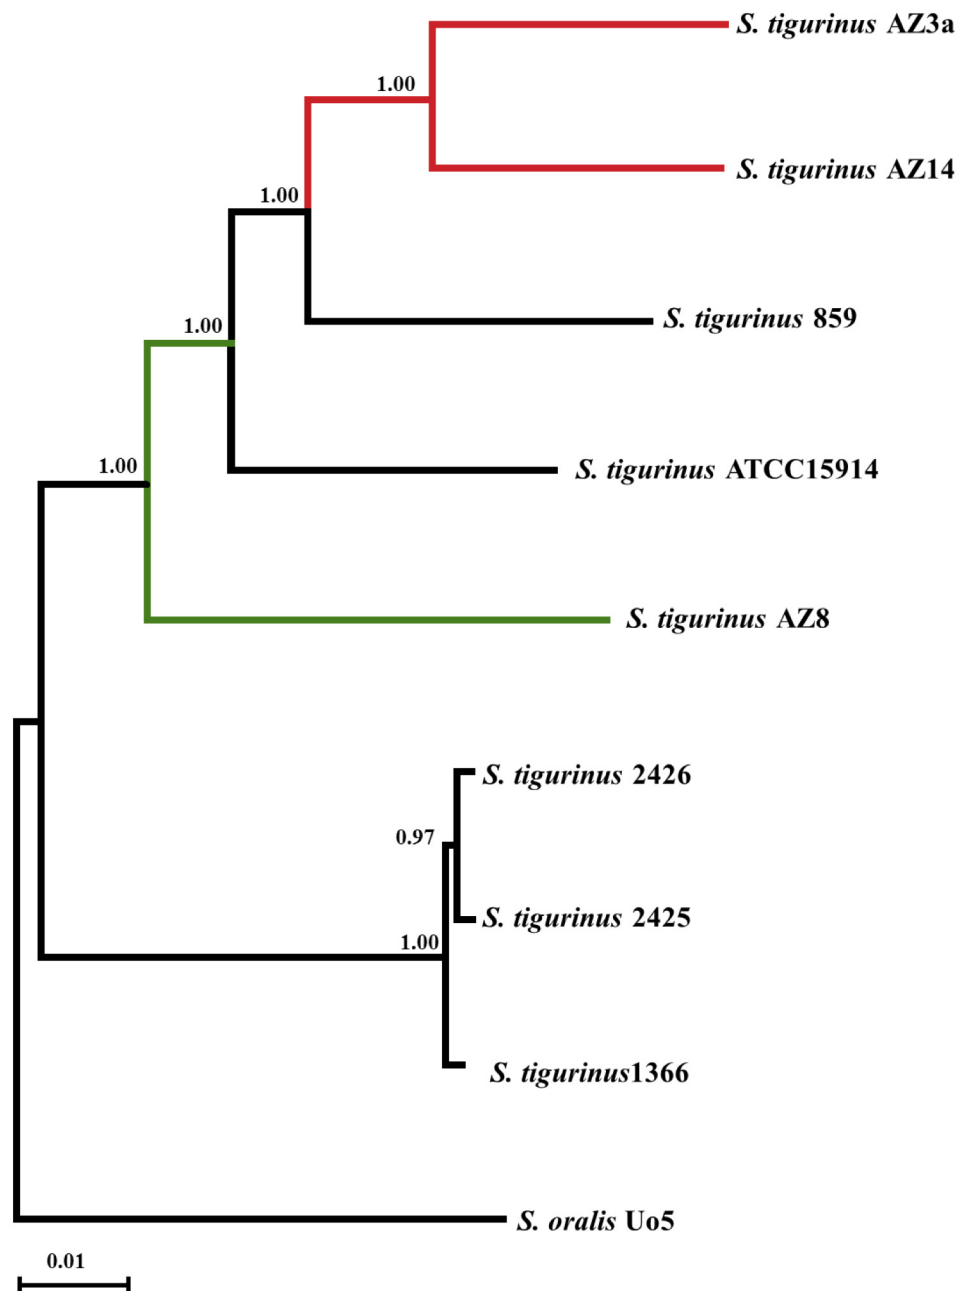 S. tigurinus AZ3a
1.00
S. tigurinus AZ14
1.00
S. tigurinus 859
1.00
S. tigurinus ATCC15914
1.00
S. tigurinus AZ8
S. tigurinus 2426
0.97
S. tigurinus 2425
1.00
S. tigurinus1366
S. oralis Uo5
0.01